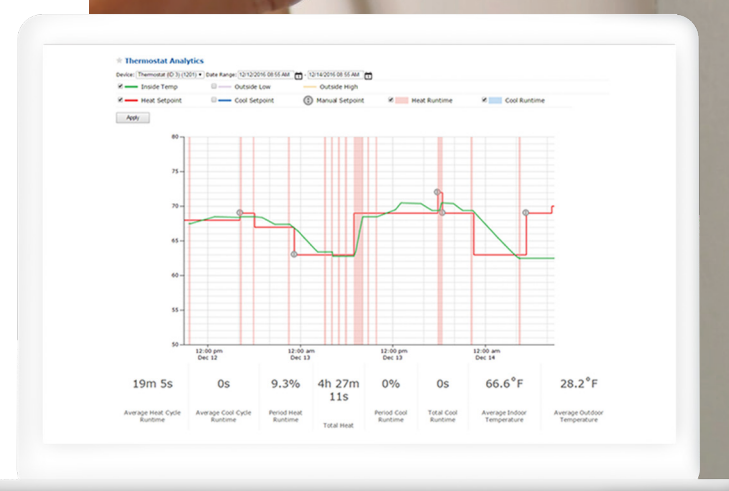 Thermostat Analytics
Device: Thermostat (ID 3) (1201) Date Range: 12/12/2016 08:55 AM - 12/14/2016 08:55 AM
Inside Temp Outside Low Outside High
Heat Setpoint Cool Setpoint Manual Setpoint Heat Runtime Cool Runtime
Apply
80
75
70
65
60
55
50
12:00 pm 12:00 am 12:00 pm 12:00 am
Dec 12 Dec 13 Dec 13 Dec 14
19m 5s 0s 9.3% 4h 27m 0% 0s 66.6°F 28.2°F
11s
Average Heat Cycle Average Cool Cycle Period Heat Period Cool Total Cool Average Indoor Average Outdoor
Runtime Runtime Runtime Total Heat Runtime Runtime Temperature Temperature